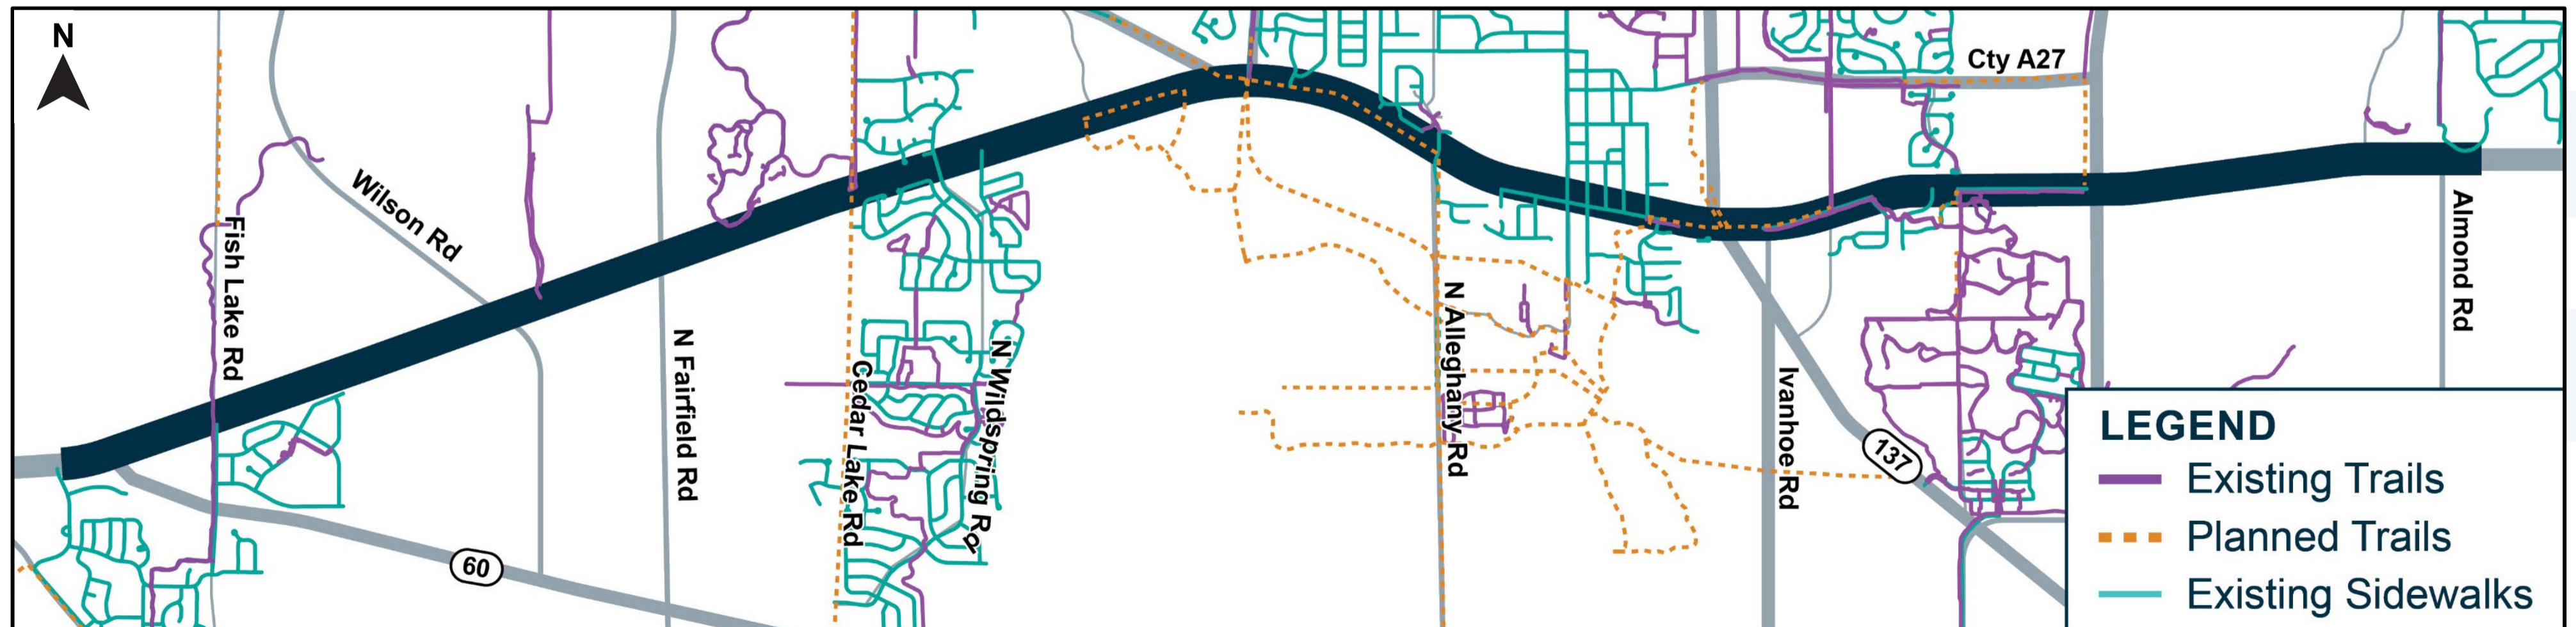 N
Cty A27
Wilson Rd
Fish Lake Rd
N Fairfield Rd
Cedar Lake Rd
N Wildspring Rd
N Alleghany Rd
Ivanhoe Rd
Almond Rd
137
60
LEGEND
Existing Trails
Planned Trails
Existing Sidewalks